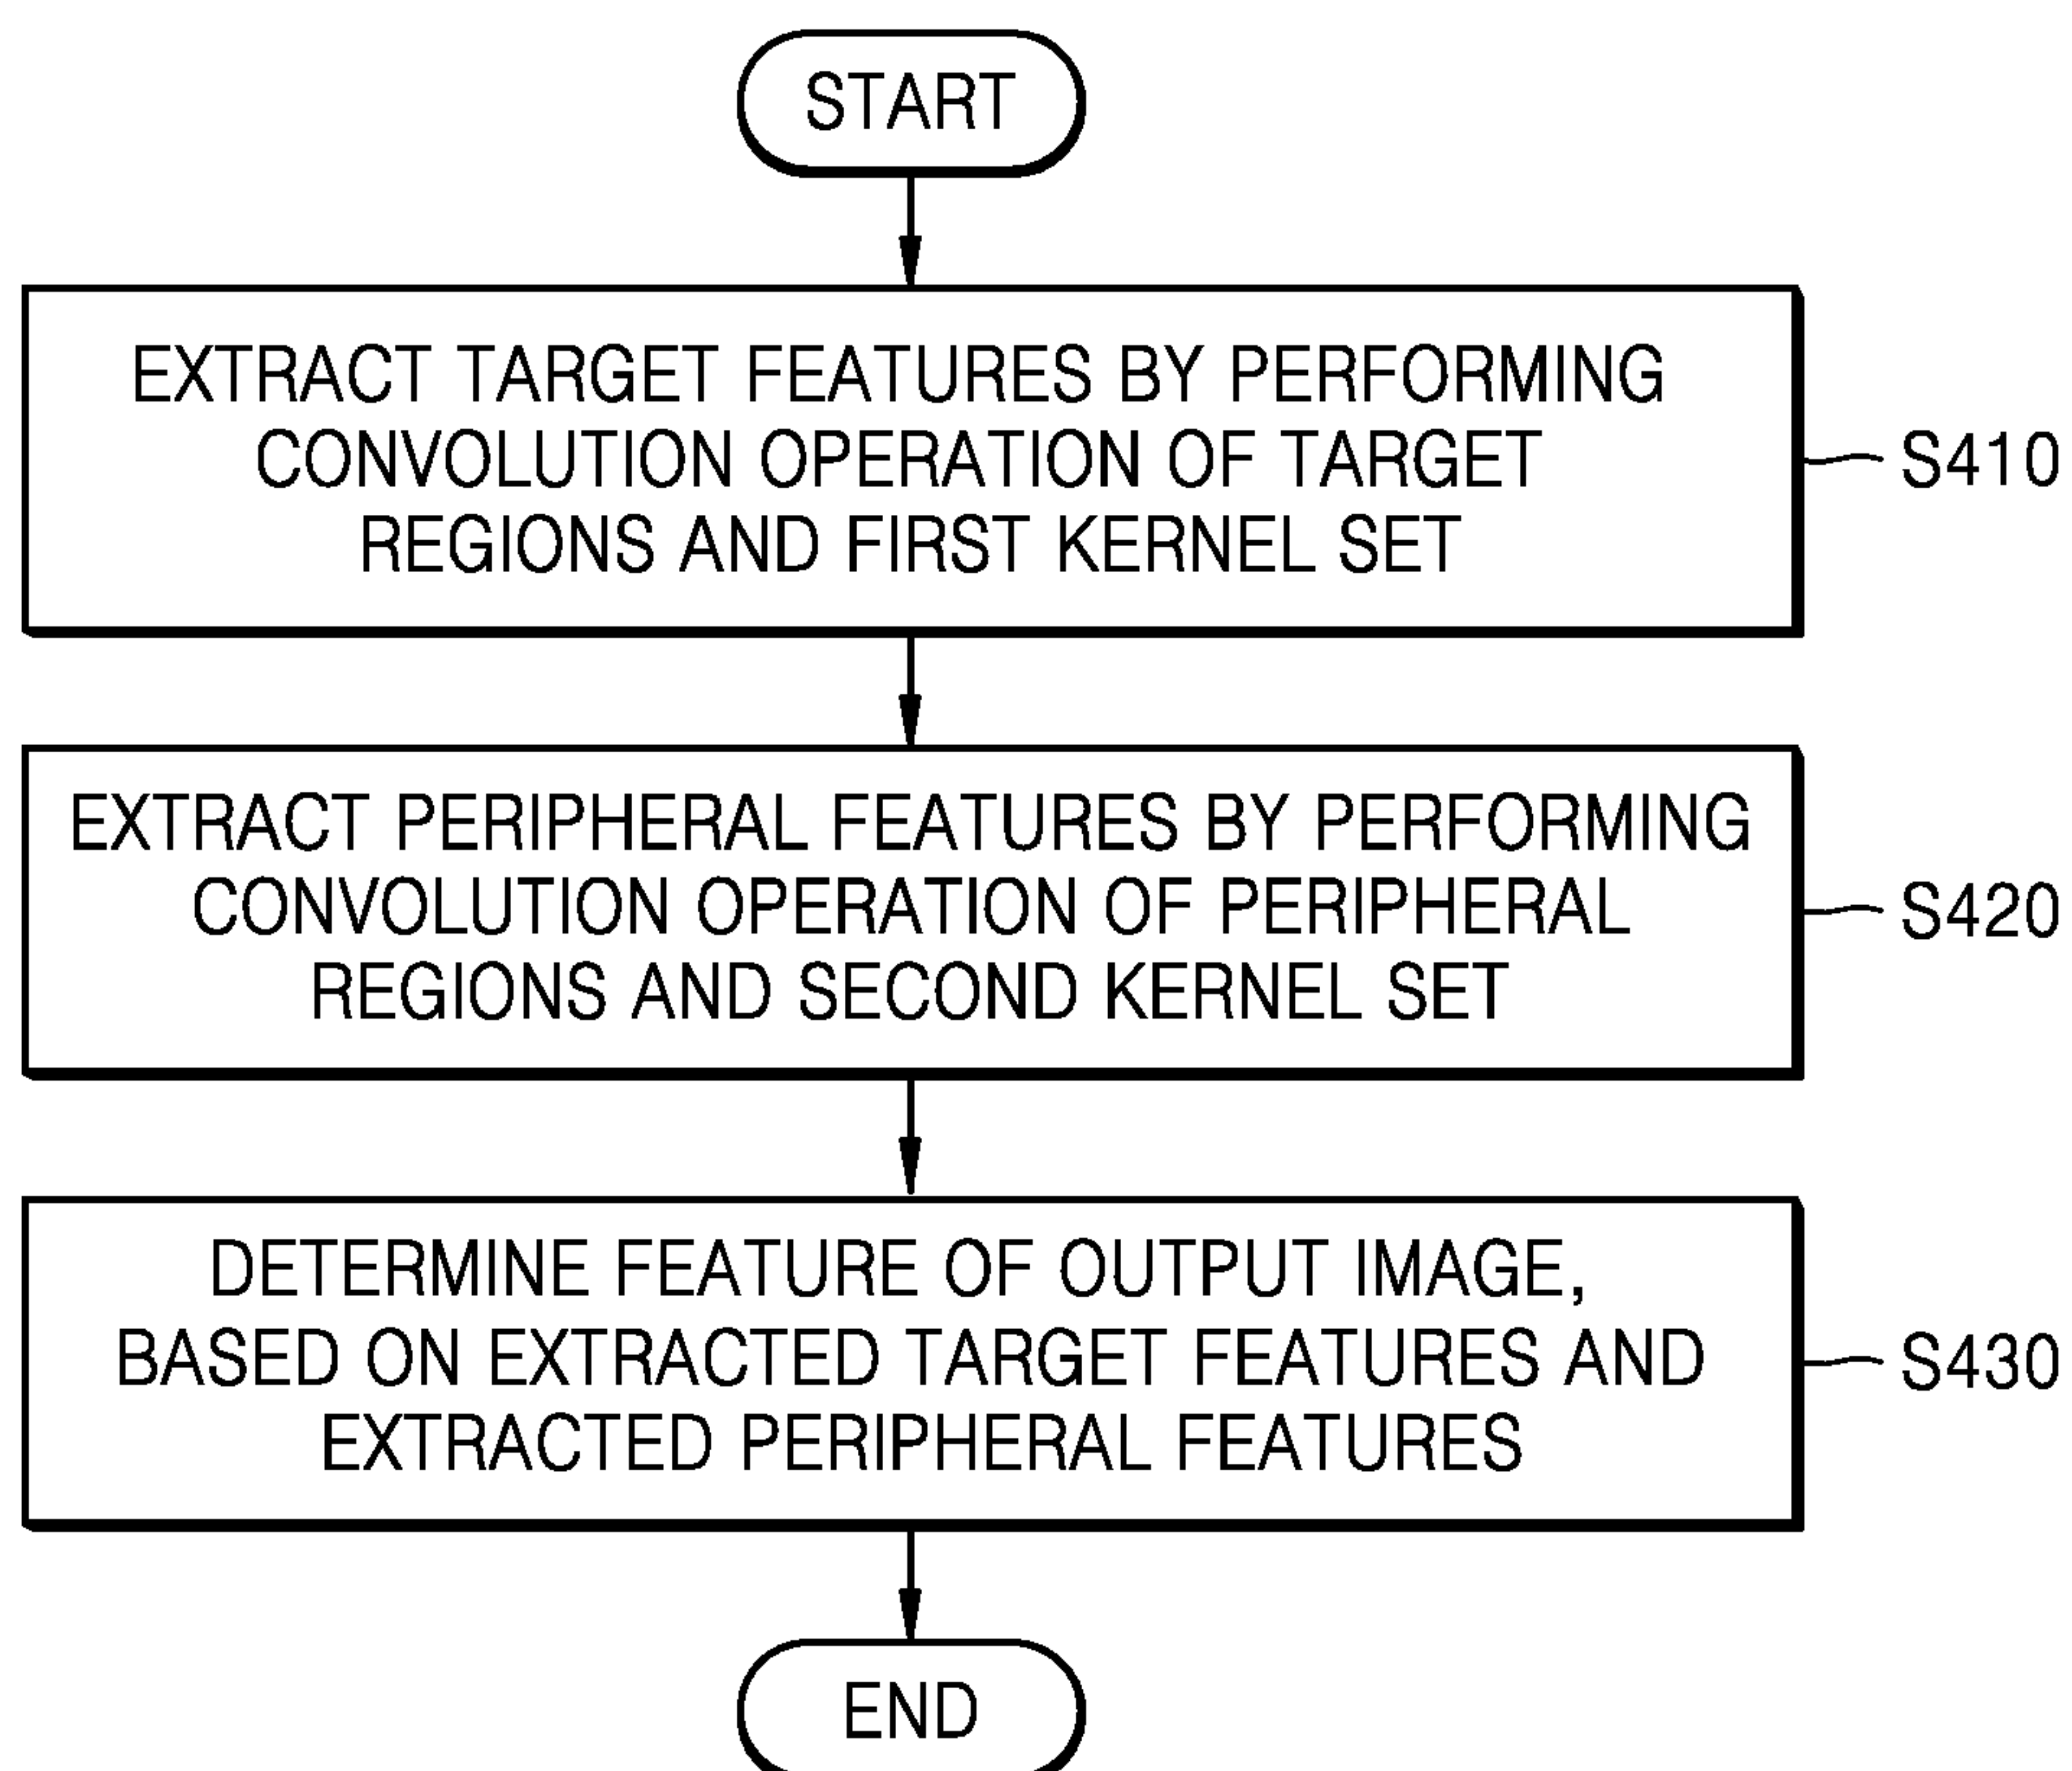 START
EXTRACT TARGET FEATURES BY PERFORMING
CONVOLUTION OPERATION OF TARGET
REGIONS AND FIRST KERNEL SET
S410
EXTRACT PERIPHERAL FEATURES BY PERFORMING
CONVOLUTION OPERATION OF PERIPHERAL
REGIONS AND SECOND KERNEL SET
S420
DETERMINE FEATURE OF OUTPUT IMAGE,
BASED ON EXTRACTED TARGET FEATURES AND
EXTRACTED PERIPHERAL FEATURES
S430
END